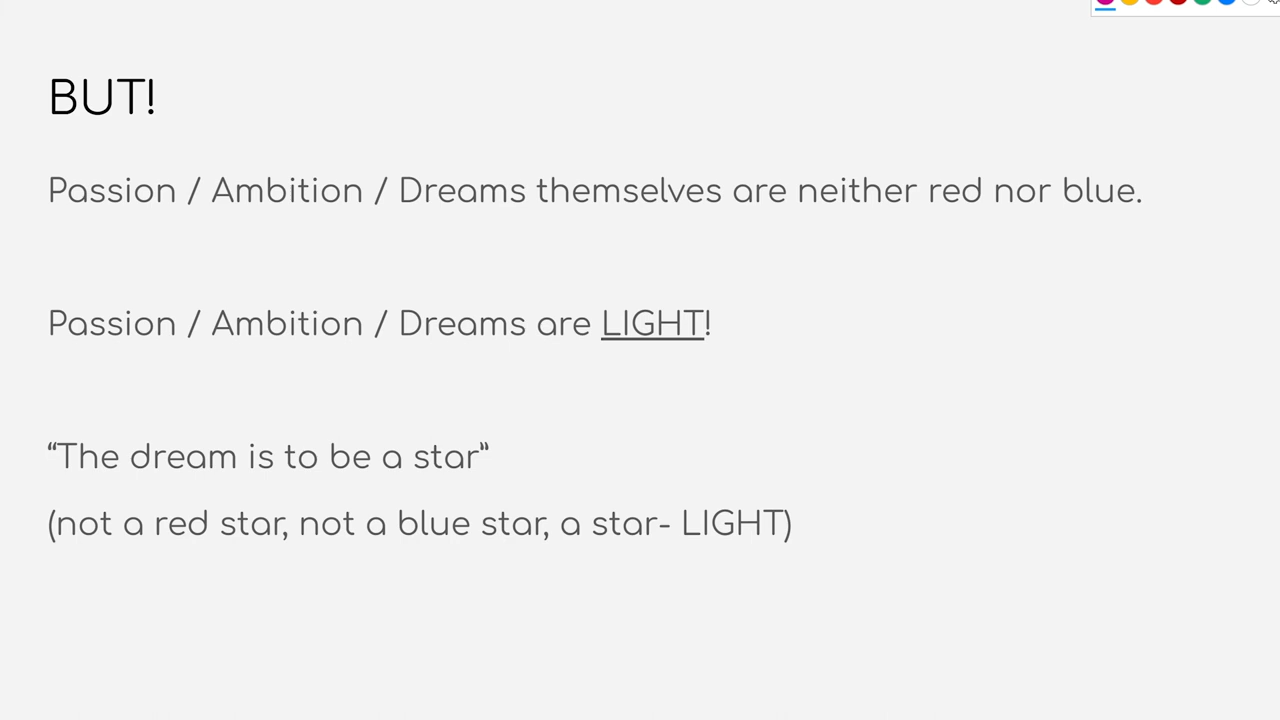 BUT!
Passion / Ambition / Dreams themselves are neither red nor blue.
Passion / Ambition / Dreams are LIGHT!
“The dream is to be a star”
(not a red star, not a blue star, a star- LIGHT)